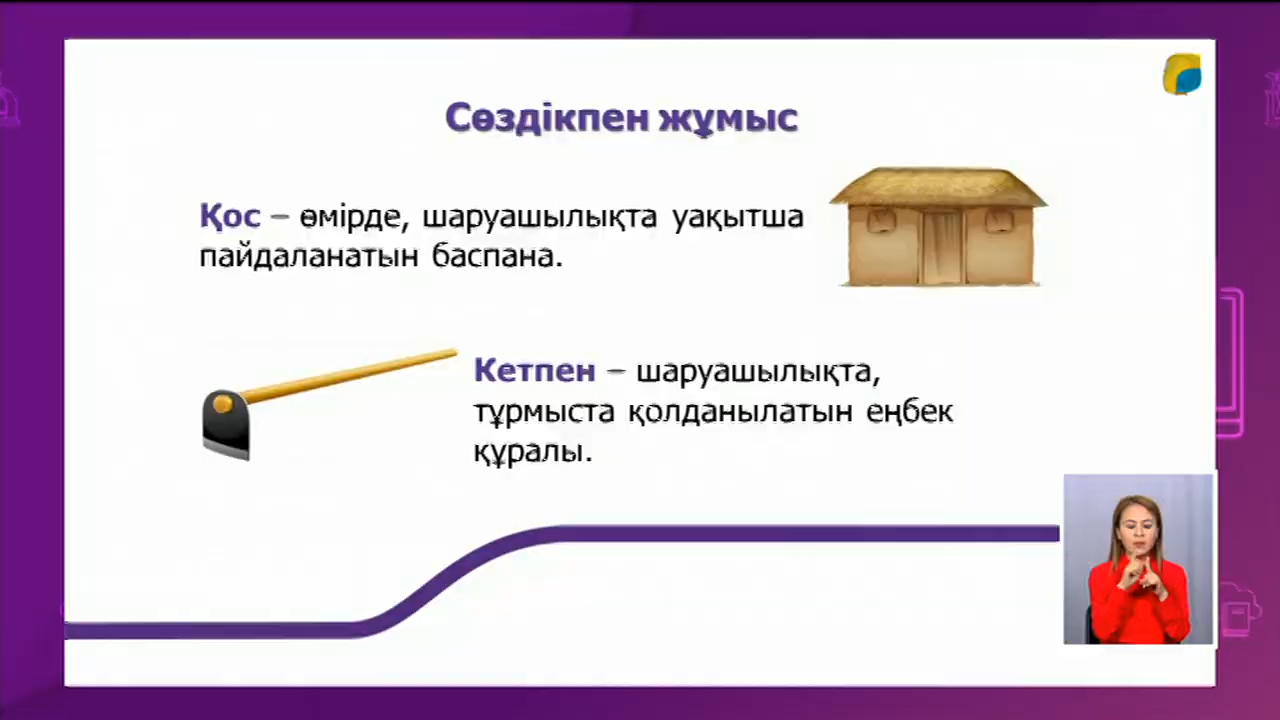 Сөздікпен жұмыс
Қос – өмірде, шаруашылықта уақытша
пайдаланатын баспана.
Кетпен – шаруашылықта,
тұрмыста қолданылатын еңбек
құралы.